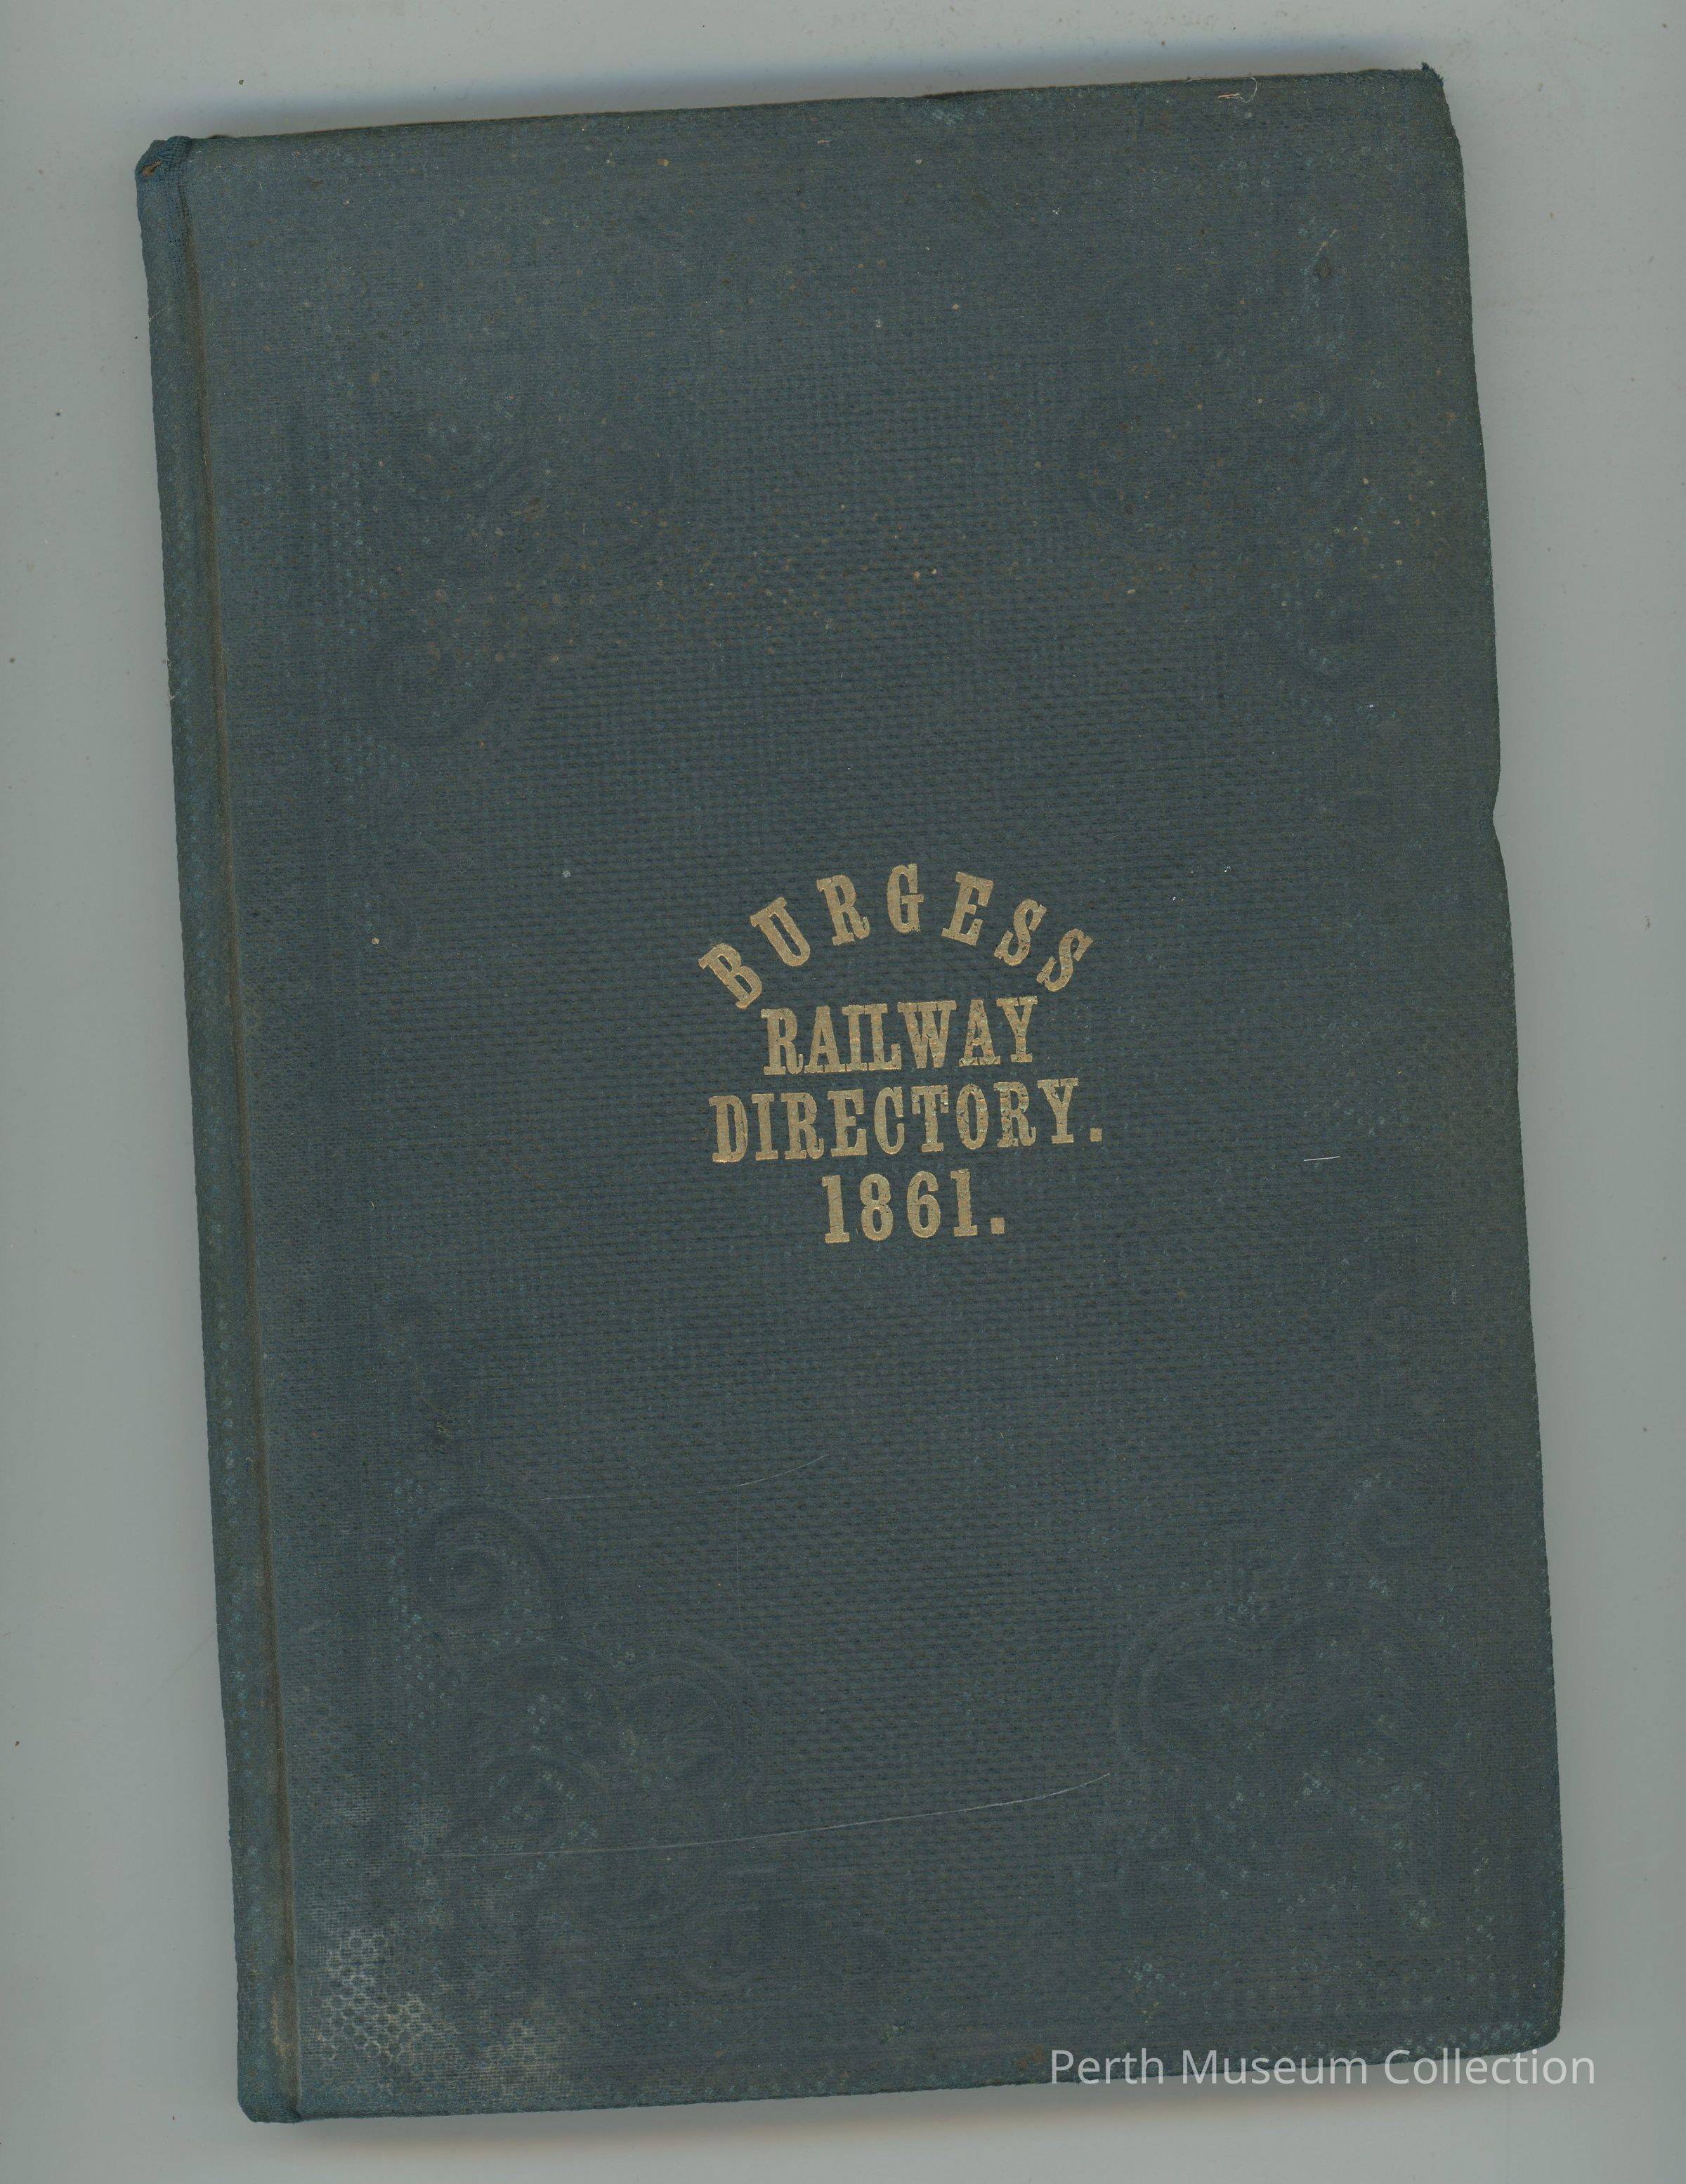 BURGESS
RAILWAY
DIRECTORY.
1861.
Perth Museum Collection